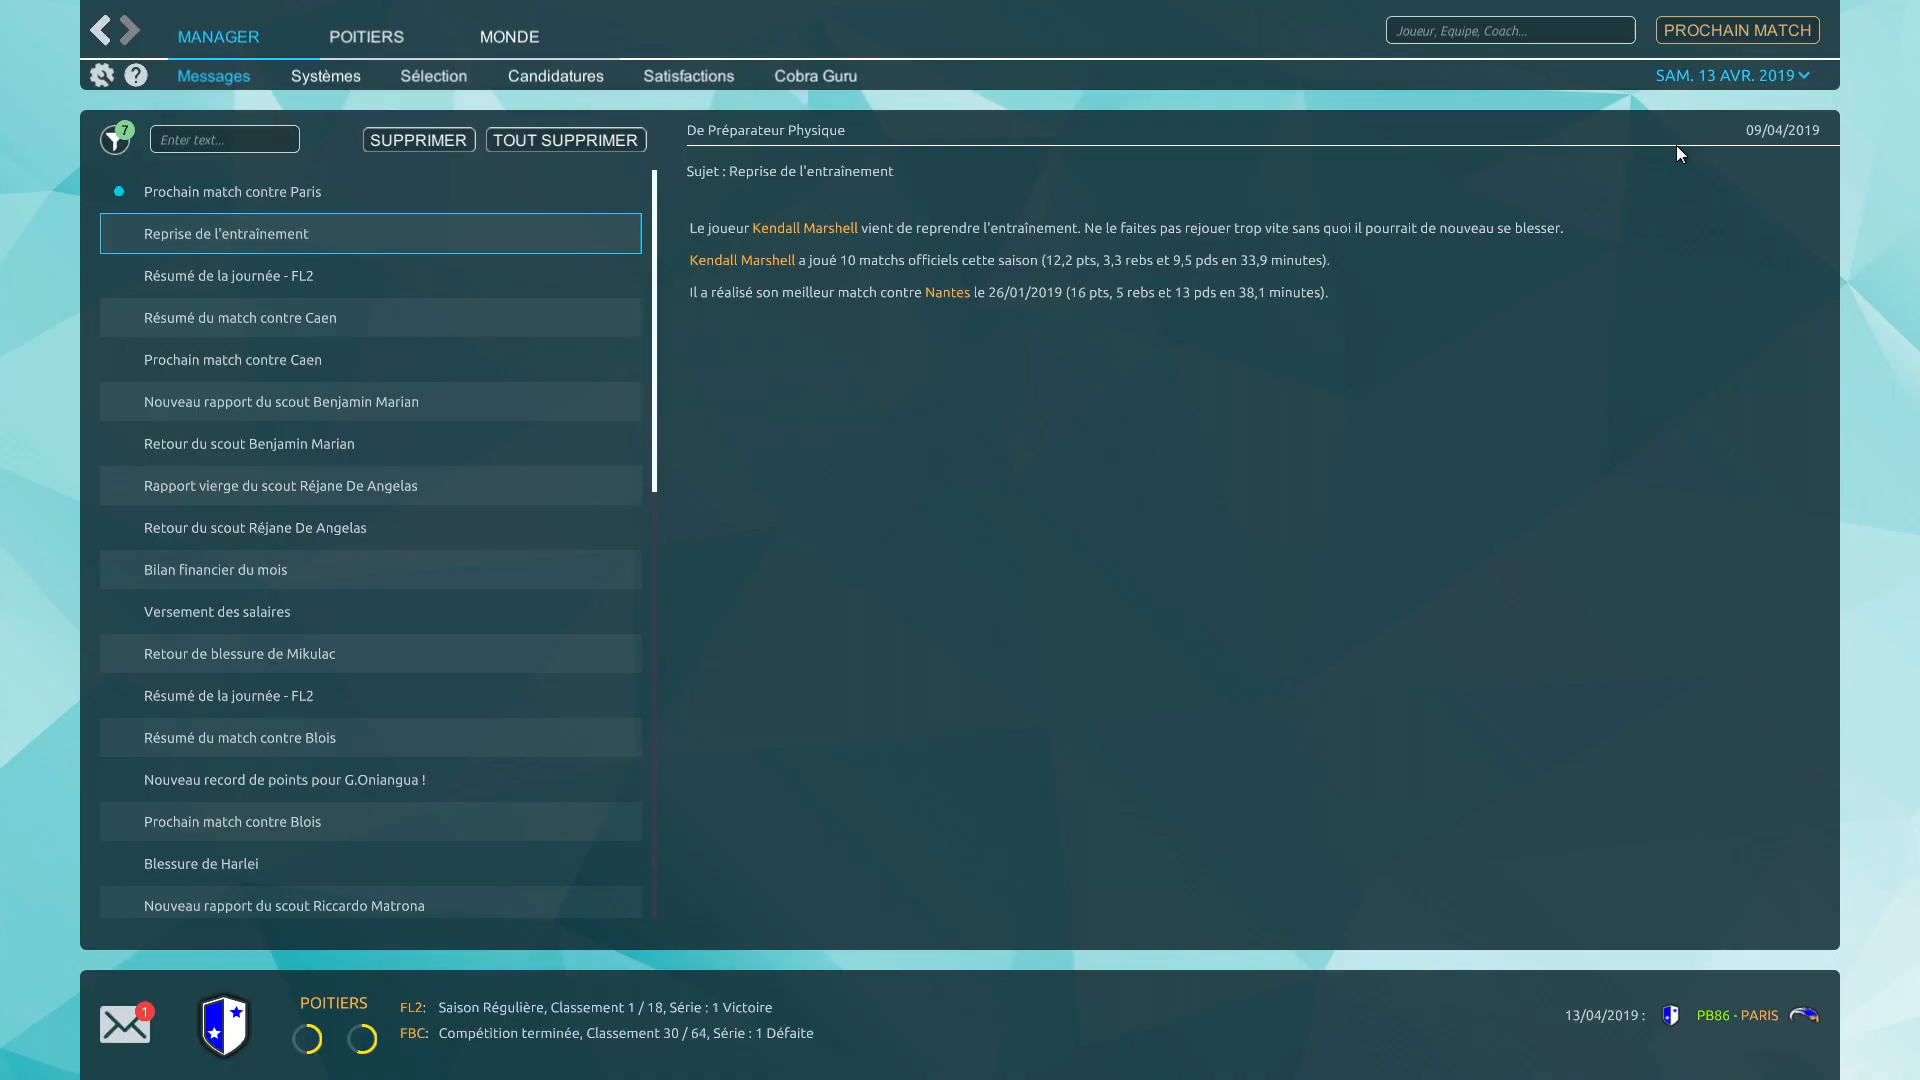 MANAGER POITIERS MONDE Joueur, Equipe, Coach... PROCHAIN MATCH
Messages Systèmes Sélection Candidatures Satisfactions Cobra Guru SAM. 13 AVR. 2019
7 Enter text... SUPPRIMER TOUT SUPPRIMER
Prochain match contre Paris
Reprise de l'entraînement
Résumé de la journée - FL2
Résumé du match contre Caen
Prochain match contre Caen
Nouveau rapport du scout Benjamin Marian
Retour du scout Benjamin Marian
Rapport vierge du scout Réjane De Angelas
Retour du scout Réjane De Angelas
Bilan financier du mois
Versement des salaires
Retour de blessure de Mikulac
Résumé de la journée - FL2
Résumé du match contre Blois
Nouveau record de points pour G.Oniangua !
Prochain match contre Blois
Blessure de Harlei
Nouveau rapport du scout Riccardo Matrona
De Préparateur Physique 09/04/2019
Sujet : Reprise de l'entraînement
Le joueur Kendall Marshell vient de reprendre l'entraînement. Ne le faites pas rejouer trop vite sans quoi il pourrait de nouveau se blesser.
Kendall Marshell a joué 10 matchs officiels cette saison (12,2 pts, 3,3 rebs et 9,5 pds en 33,9 minutes).
Il a réalisé son meilleur match contre Nantes le 26/01/2019 (16 pts, 5 rebs et 13 pds en 38,1 minutes).
1
POITIERS
FL2: Saison Régulière, Classement 1 / 18, Série : 1 Victoire
FBC: Compétition terminée, Classement 30 / 64, Série : 1 Défaite
13/04/2019 : PB86 - PARIS